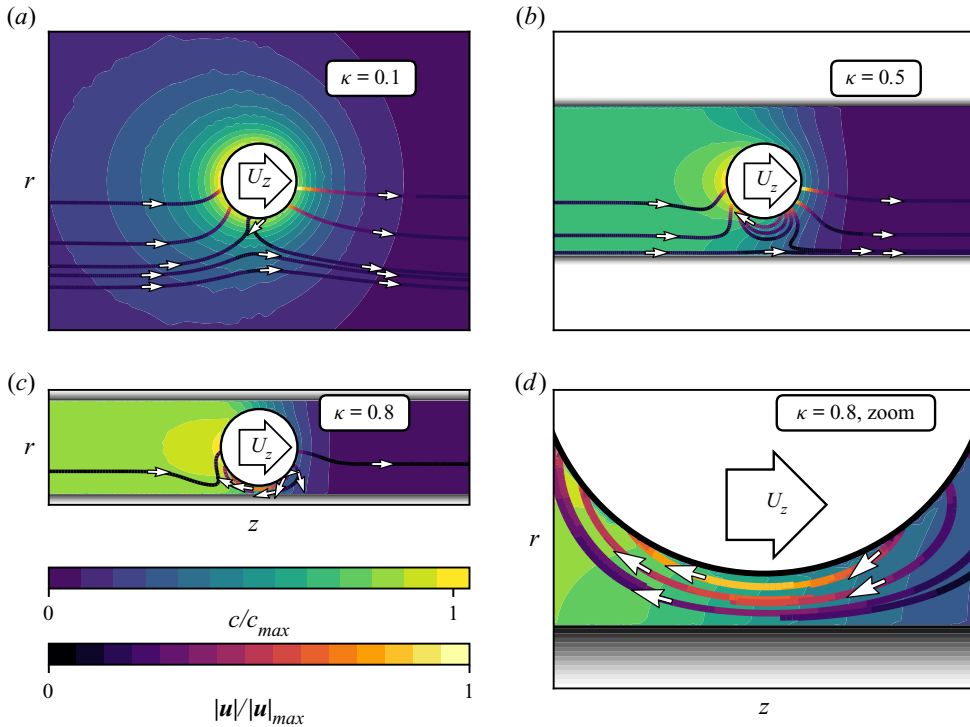 (a)
κ = 0.1
r
U_z
(b)
κ = 0.5
U_z
(c)
κ = 0.8
r
U_z
z
(d)
κ = 0.8, zoom
r
U_z
z
0
1
c/c_max
0
1
|u|/|u|_max